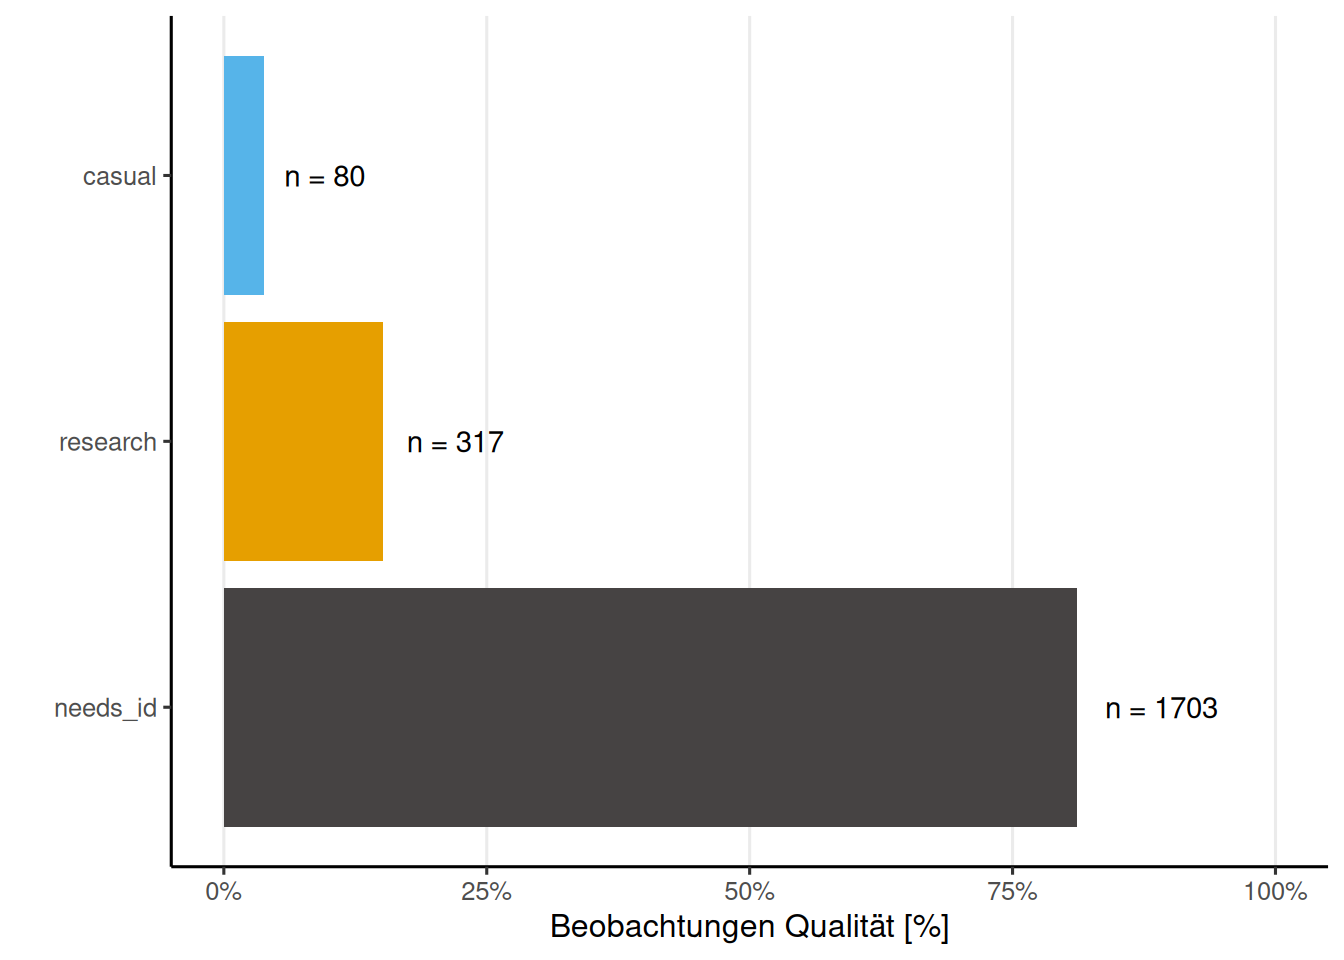 casual
n = 80
research
n = 317
needs_id
n = 1703
0% 25% 50% 75% 100%
Beobachtungen Qualität [%]